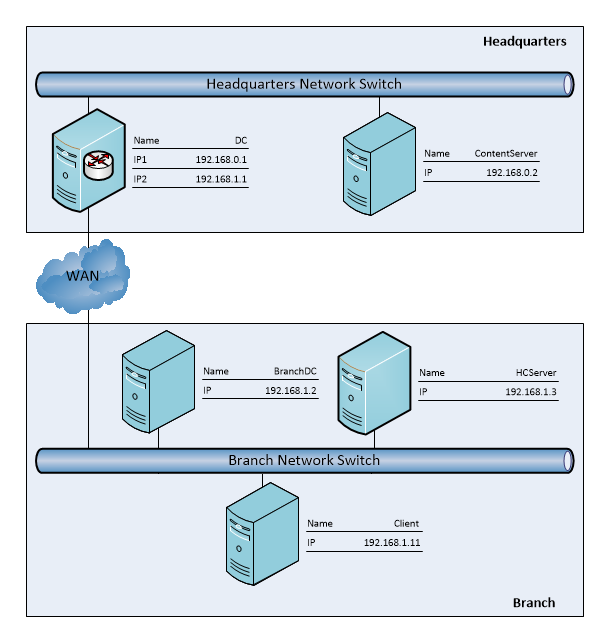 Headquarters
Headquarters Network Switch
Name DC
IP1 192.168.0.1
IP2 192.168.1.1
Name ContentServer
IP 192.168.0.2
WAN
Name BranchDC
IP 192.168.1.2
Name HCServer
IP 192.168.1.3
Branch Network Switch
Name Client
IP 192.168.1.11
Branch